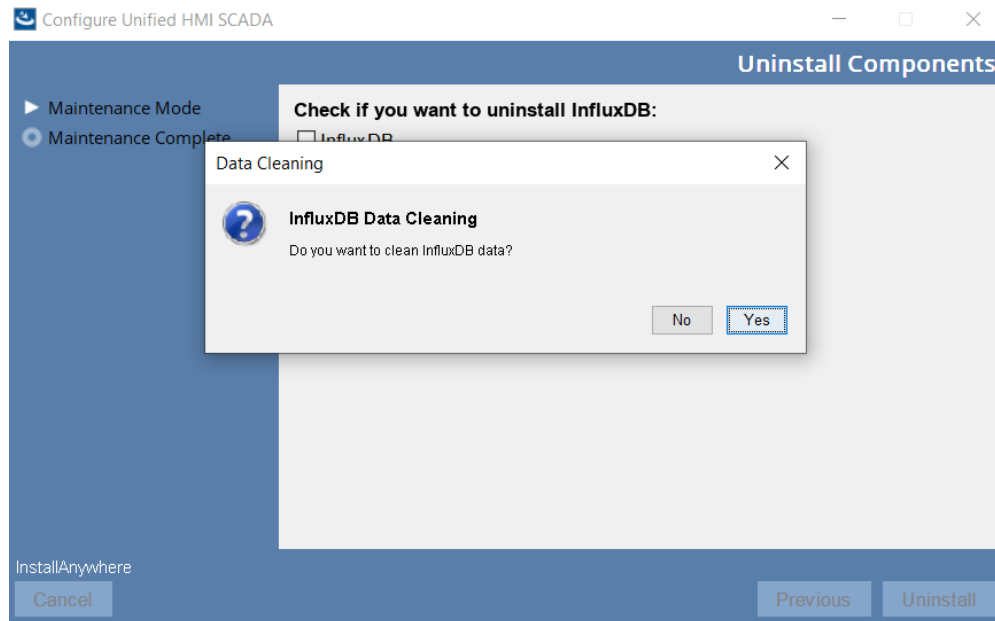 Configure Unified HMI SCADA
Uninstall Components
Maintenance Mode
Maintenance Complete
Check if you want to uninstall InfluxDB:
InfluxDB
Data Cleaning
InfluxDB Data Cleaning
Do you want to clean InfluxDB data?
No
Yes
InstallAnywhere
Cancel
Previous
Uninstall